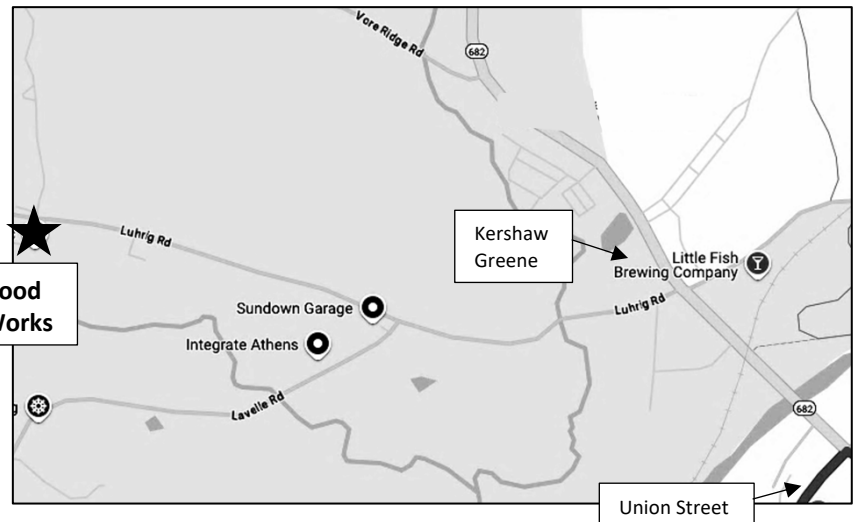 Vore Ridge Rd
682
Luhrig Rd
Kershaw
Greene
Little Fish
Brewing Company
ood
Works
Sundown Garage
Luhrig Rd
Integrate Athens
g
Lavelle Rd
682
Union Street